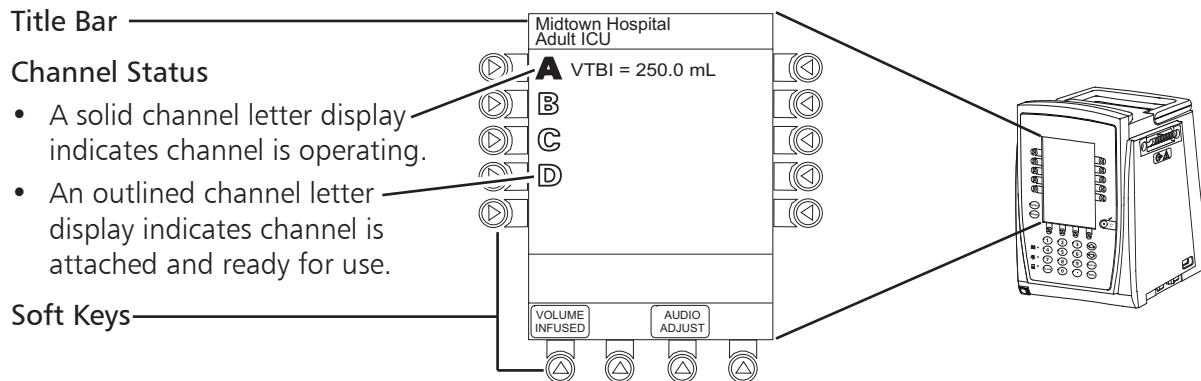 Title Bar
Midtown Hospital
Adult ICU
Channel Status
• A solid channel letter display
indicates channel is operating.
• An outlined channel letter
display indicates channel is
attached and ready for use.
Soft Keys
A VTBI = 250.0 mL
B
C
D
VOLUME
INFUSED
AUDIO
ADJUST